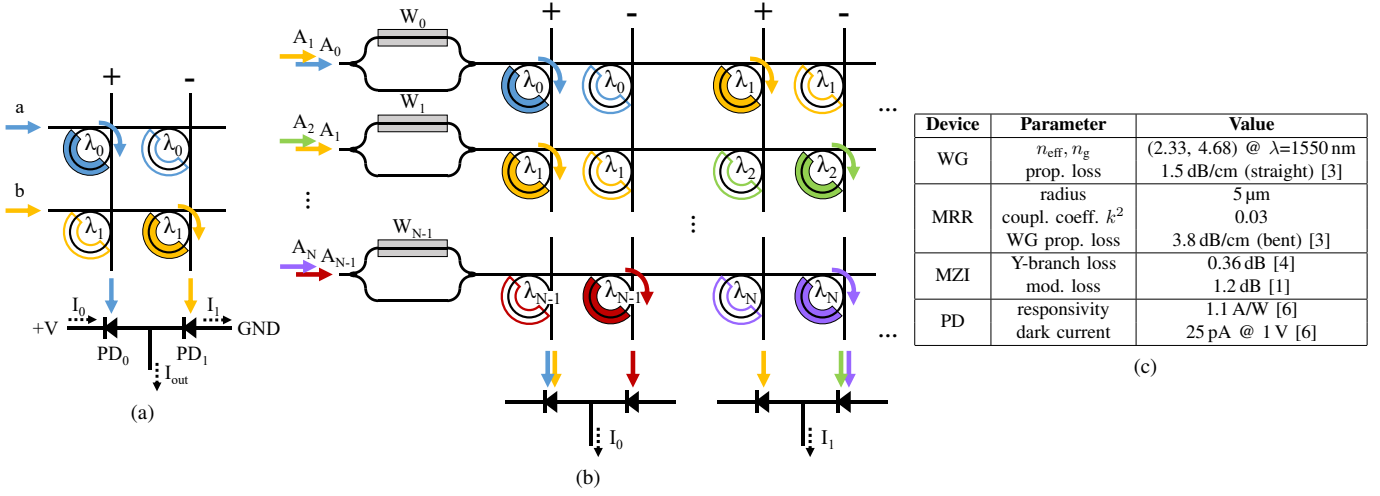 + -
a
λ0 λ0
b
λ1 λ1
I0 I1
+V GND
PD0 PD1
Iout
(a)
+ - + -
W0
A1 A0
λ0 λ0 λ1 λ1
...
W1
A2 A1
λ1 λ1 λ2 λ2
...
...
WN-1
AN AN-1
λN-1 λN-1 λN λN
...
I0 I1
(b)
Device Parameter Value
WG neff, ng (2.33, 4.68) @ λ=1550 nm
prop. loss 1.5 dB/cm (straight) [3]
MRR radius 5 μm
coupl. coeff. k² 0.03
WG prop. loss 3.8 dB/cm (bent) [3]
MZI Y-branch loss 0.36 dB [4]
mod. loss 1.2 dB [1]
PD responsivity 1.1 A/W [6]
dark current 25 pA @ 1 V [6]
(c)